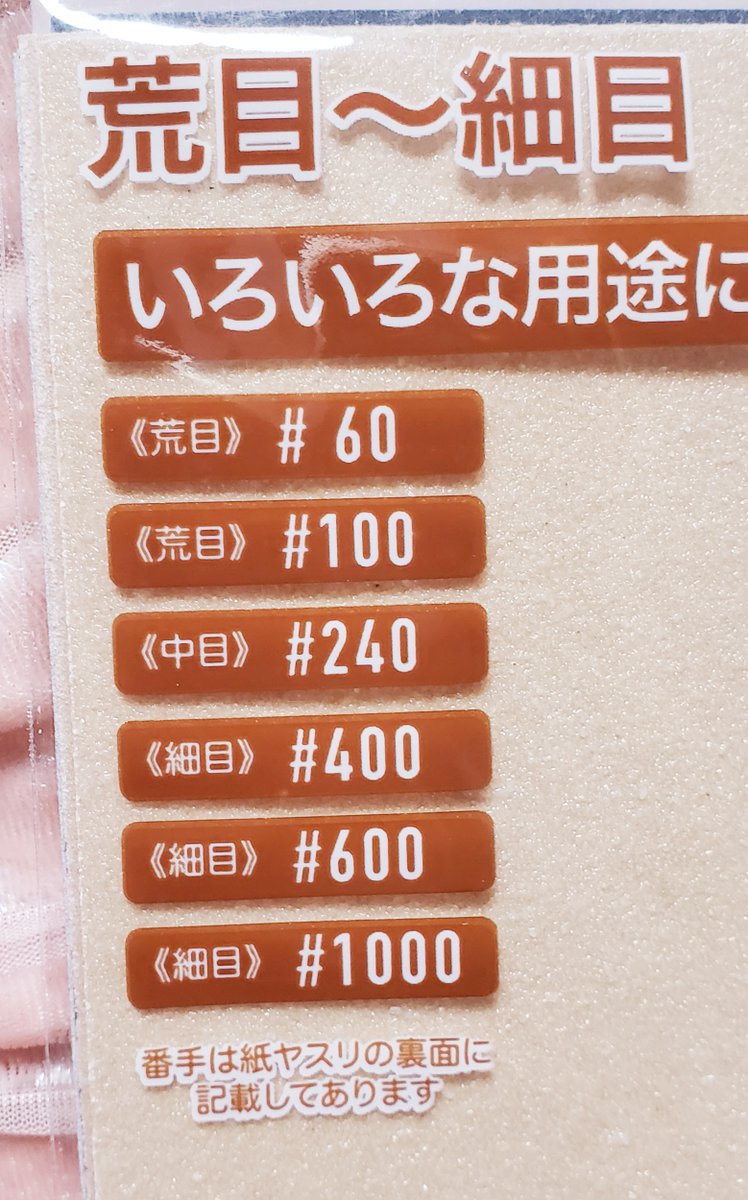 荒目～細目
いろいろな用途に
《荒目》 # 60
《荒目》 #100
《中目》 #240
《細目》 #400
《細目》 #600
《細目》 #1000
番手は紙ヤスリの裏面に
記載してあります